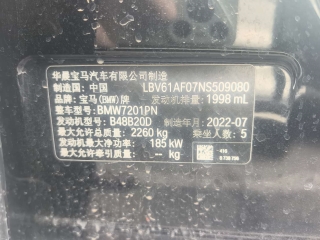 华晨宝马汽车有限公司制造
制造国：中国 LBV61AF07NS509080
品牌：宝马(BMW)牌 发动机排量：1998 mL
整车型号：BMW7201PN
发动机型号：B48B20D 制造年月：2022-07
最大允许总质量：2260 kg 乘坐人数：5
发动机最大净功率：185 kW
最大允许牵引质量：-- kg